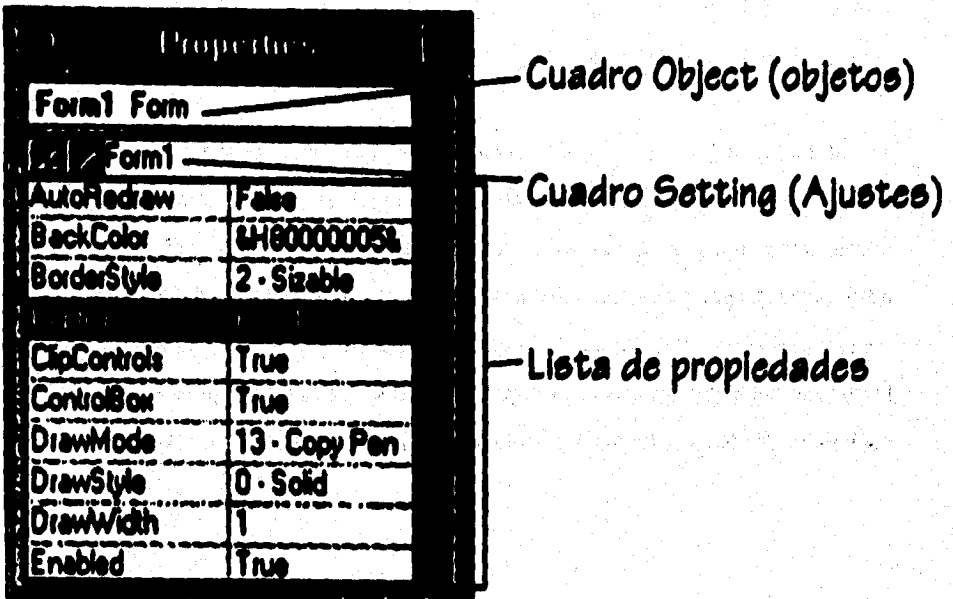 Properties
Form1 Form
Cuadro Object (objetos)
Form1
Cuadro Setting (Ajustes)
AutoRedraw False
BackColor &H80000005&
BorderStyle 2 - Sizable
ClipControls True
ControlBox True
Lista de propiedades
DrawMode 13 - Copy Pen
DrawStyle 0 - Solid
DrawWidth 1
Enabled True